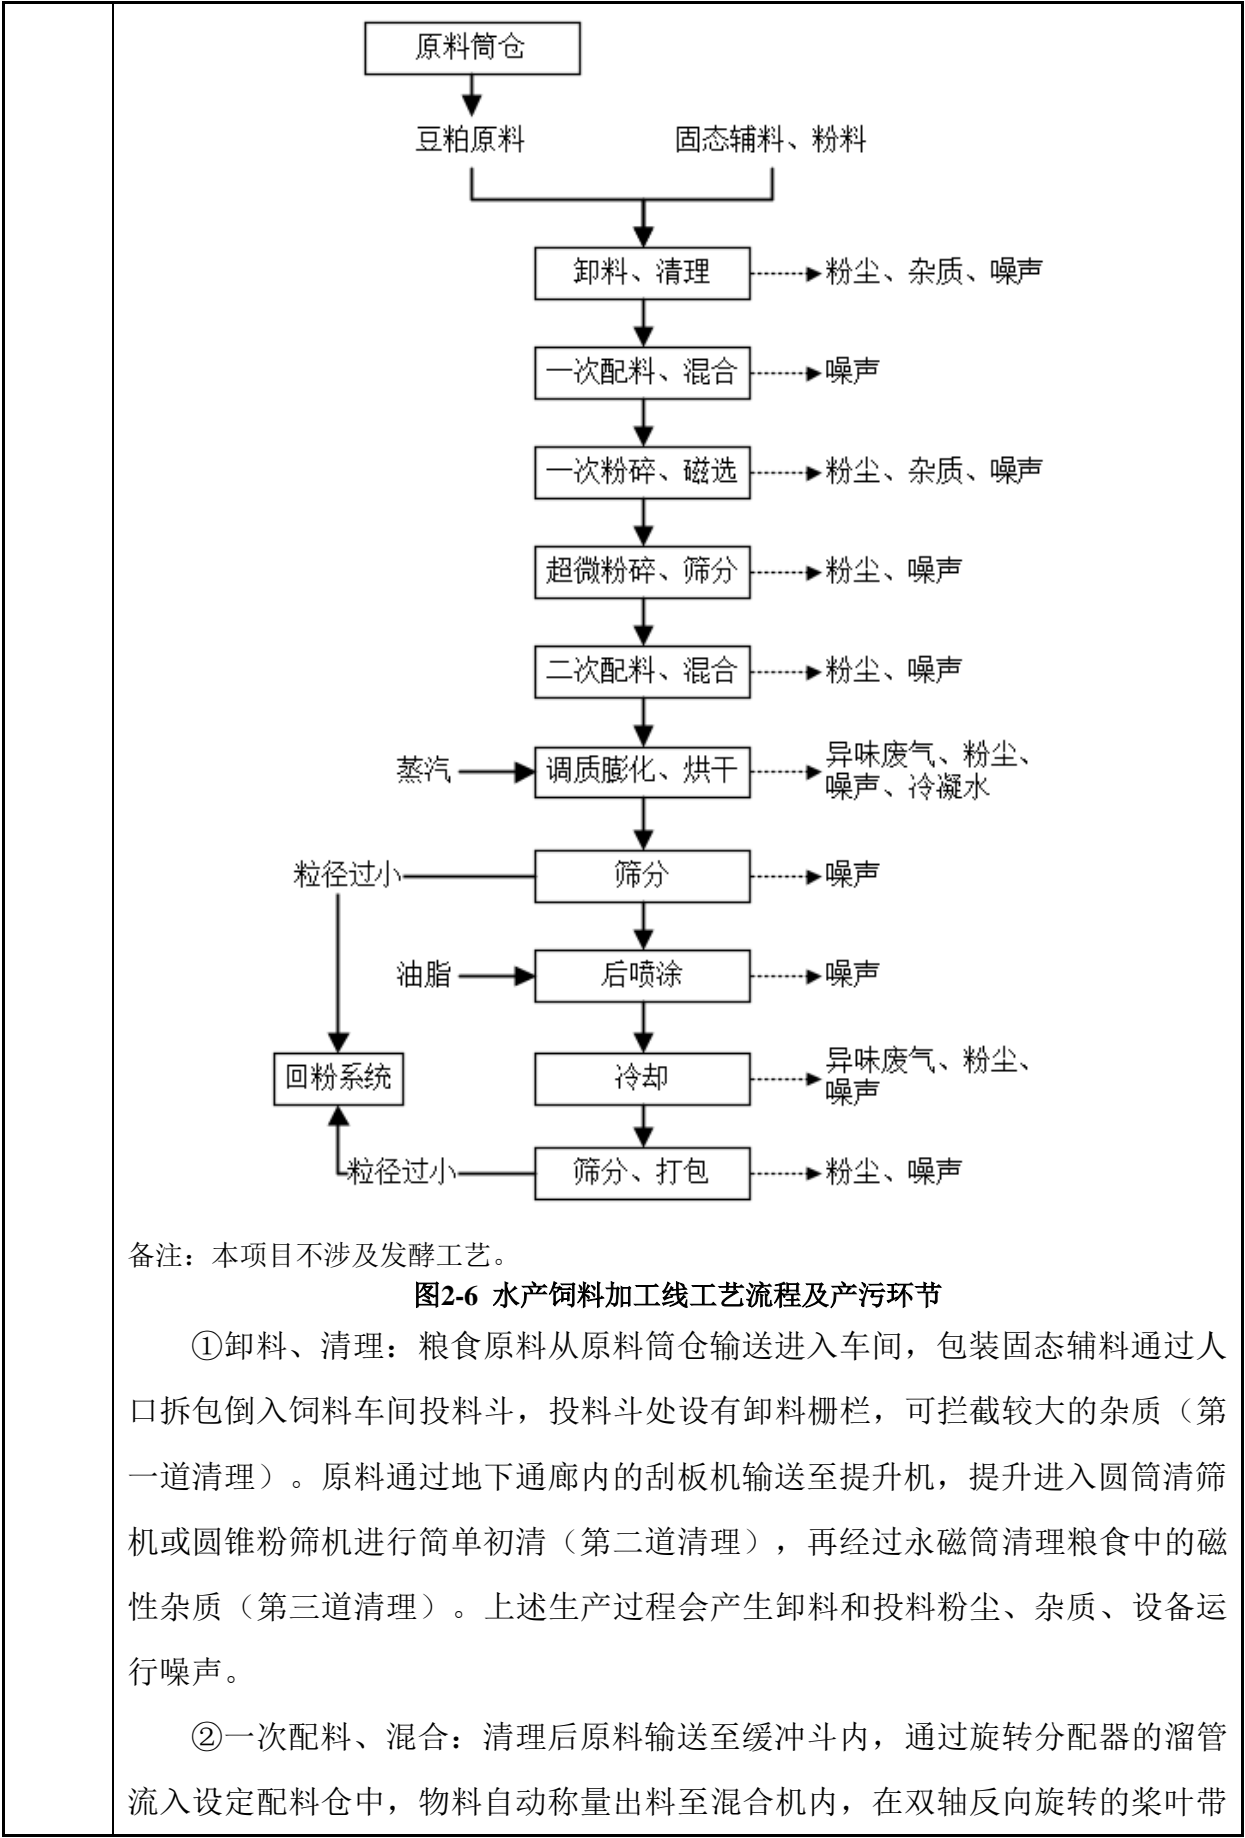 原料筒仓
豆粕原料
固态辅料、粉料
卸料、清理
粉尘、杂质、噪声
一次配料、混合
噪声
一次粉碎、磁选
粉尘、杂质、噪声
超微粉碎、筛分
粉尘、噪声
二次配料、混合
粉尘、噪声
蒸汽
调质膨化、烘干
异味废气、粉尘、
噪声、冷凝水
粒径过小
筛分
噪声
油脂
后喷涂
噪声
回粉系统
冷却
异味废气、粉尘、
噪声
粒径过小
筛分、打包
粉尘、噪声
备注：本项目不涉及发酵工艺。
图2-6 水产饲料加工线工艺流程及产污环节
①卸料、清理：粮食原料从原料筒仓输送进入车间，包装固态辅料通过人
口拆包倒入饲料车间投料斗，投料斗处设有卸料栅栏，可拦截较大的杂质（第
一道清理）。原料通过地下通廊内的刮板机输送至提升机，提升进入圆筒清筛
机或圆锥粉筛机进行简单初清（第二道清理），再经过永磁筒清理粮食中的磁
性杂质（第三道清理）。上述生产过程会产生卸料和投料粉尘、杂质、设备运
行噪声。
②一次配料、混合：清理后原料输送至缓冲斗内，通过旋转分配器的溜管
流入设定配料仓中，物料自动称量出料至混合机内，在双轴反向旋转的桨叶带